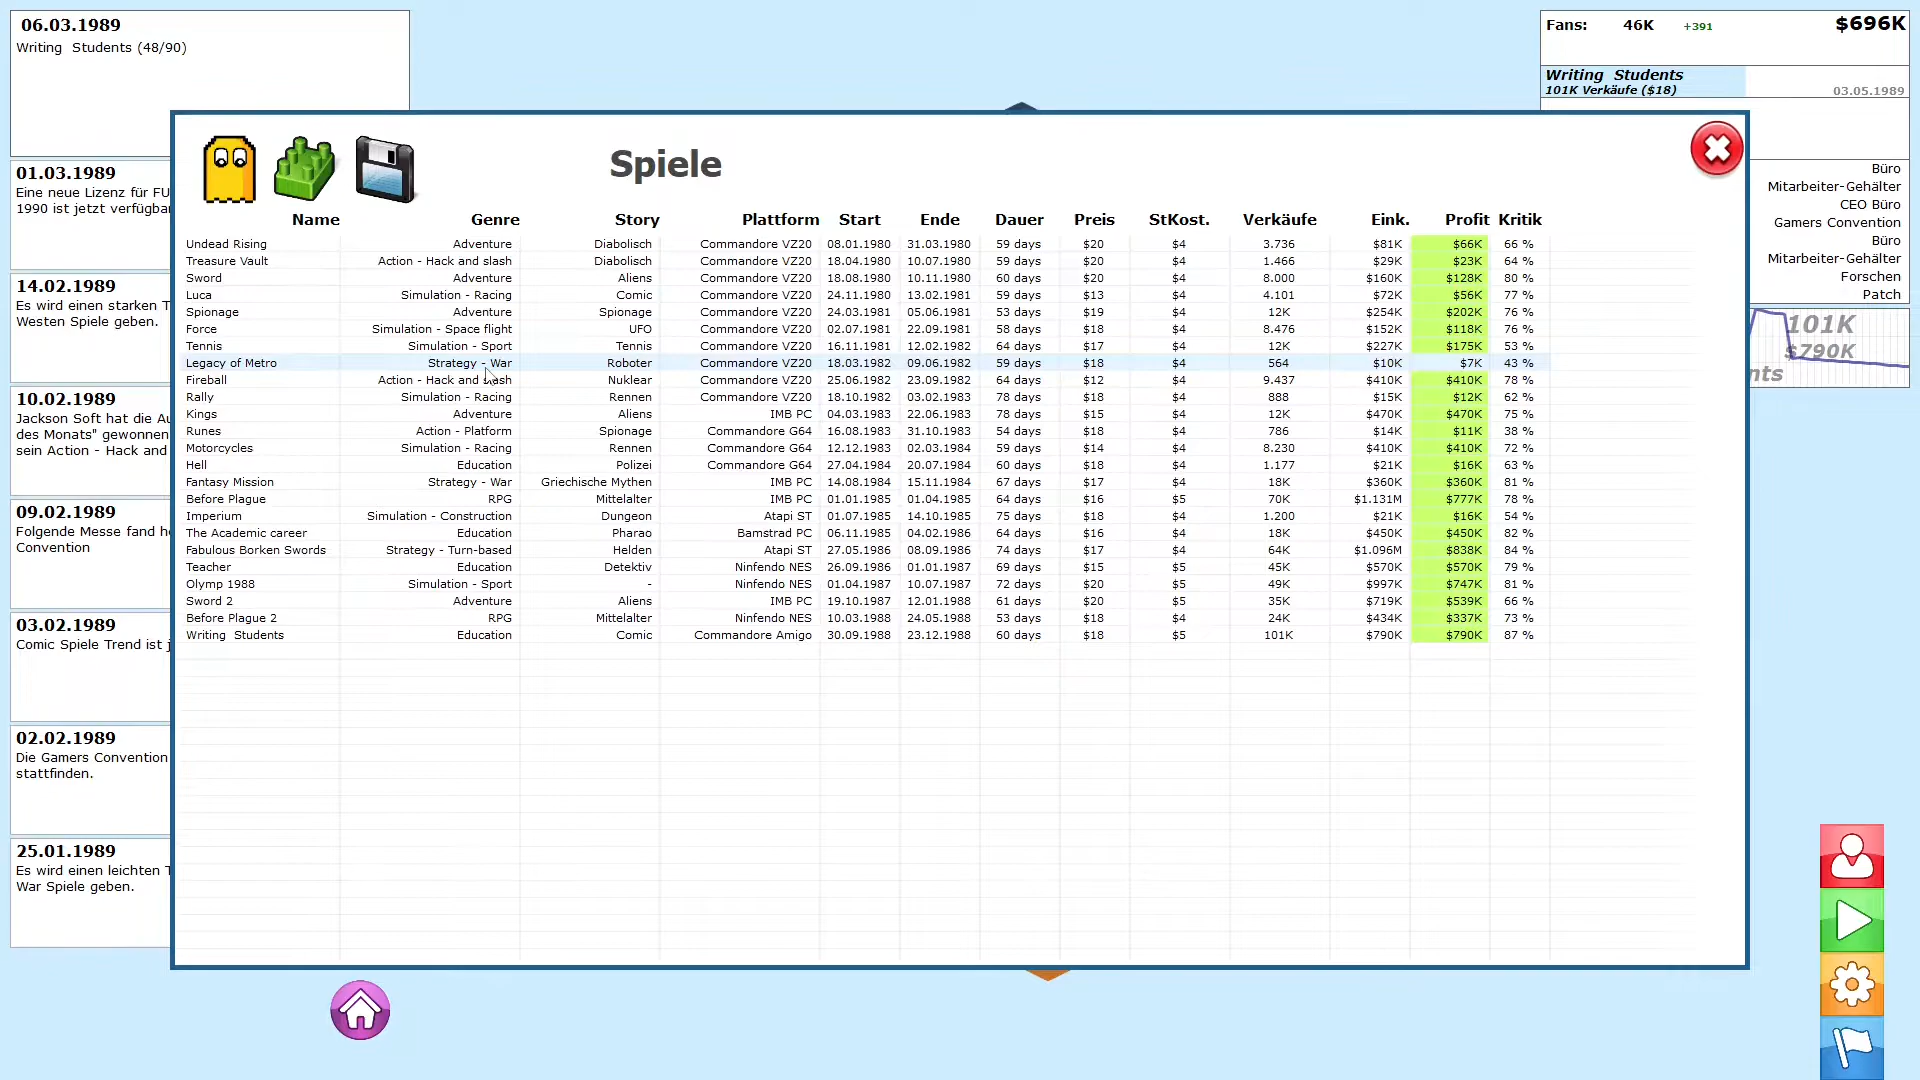 06.03.1989
Writing  Students (48/90)
01.03.1989
Eine neue Lizenz für FU
1990 ist jetzt verfügba
14.02.1989
Es wird einen starken T
Westen Spiele geben.
10.02.1989
Jackson Soft hat die Au
des Monats" gewonnen
sein Action - Hack and
09.02.1989
Folgende Messe fand h
Convention
03.02.1989
Comic Spiele Trend ist j
02.02.1989
Die Gamers Convention
stattfinden.
25.01.1989
Es wird einen leichten T
War Spiele geben.
Spiele
Name Genre Story Plattform Start Ende Dauer Preis StKost. Verkäufe Eink. Profit Kritik
Undead Rising Adventure Diabolisch Commandore VZ20 08.01.1980 31.03.1980 59 days $20 $4 3.736 $81K $66K 66 %
Treasure Vault Action - Hack and slash Diabolisch Commandore VZ20 18.04.1980 10.07.1980 59 days $20 $4 1.466 $29K $23K 64 %
Sword Adventure Aliens Commandore VZ20 18.08.1980 10.11.1980 60 days $20 $4 8.000 $160K $128K 80 %
Luca Simulation - Racing Comic Commandore VZ20 24.11.1980 13.02.1981 59 days $13 $4 4.101 $72K $56K 77 %
Spionage Adventure Spionage Commandore VZ20 24.03.1981 05.06.1981 53 days $19 $4 12K $254K $202K 76 %
Force Simulation - Space flight UFO Commandore VZ20 02.07.1981 22.09.1981 58 days $18 $4 8.476 $152K $118K 76 %
Tennis Simulation - Sport Tennis Commandore VZ20 16.11.1981 12.02.1982 64 days $17 $4 12K $227K $175K 53 %
Legacy of Metro Strategy - War Roboter Commandore VZ20 18.03.1982 09.06.1982 59 days $18 $4 564 $10K $7K 43 %
Fireball Action - Hack and slash Nuklear Commandore VZ20 25.06.1982 23.09.1982 64 days $12 $4 9.437 $410K $410K 78 %
Rally Simulation - Racing Rennen Commandore VZ20 18.10.1982 03.02.1983 78 days $18 $4 888 $15K $12K 62 %
Kings Adventure Aliens IMB PC 04.03.1983 22.06.1983 78 days $15 $4 12K $470K $470K 75 %
Runes Action - Platform Spionage Commandore G64 16.08.1983 31.10.1983 54 days $18 $4 786 $14K $11K 38 %
Motorcycles Simulation - Racing Rennen Commandore G64 12.12.1983 02.03.1984 59 days $14 $4 8.230 $410K $410K 72 %
Hell Education Polizei Commandore G64 27.04.1984 20.07.1984 60 days $18 $4 1.177 $21K $16K 63 %
Fantasy Mission Strategy - War Griechische Mythen IMB PC 14.08.1984 15.11.1984 67 days $17 $4 18K $360K $360K 81 %
Before Plague RPG Mittelalter IMB PC 01.01.1985 01.04.1985 65 days $16 $5 70K $1.131M $777K 78 %
Imperium Simulation - Construction Dungeon Atapi ST 01.07.1985 14.10.1985 75 days $18 $4 1.200 $21K $16K 54 %
The Academic career Education Pharao Bamstrad PC 06.11.1985 04.02.1986 64 days $16 $4 18K $450K $450K 82 %
Fabulous Borken Swords Strategy - Turn-based Helden Atapi ST 27.05.1986 08.09.1986 74 days $17 $4 64K $1.096M $838K 84 %
Teacher Education Detektiv Ninfendo NES 26.09.1986 01.01.1987 69 days $15 $5 45K $570K $570K 79 %
Olymp 1988 Simulation - Sport - Ninfendo NES 01.04.1987 10.07.1987 72 days $20 $5 49K $997K $747K 81 %
Sword 2 Adventure Aliens IMB PC 19.10.1987 12.01.1988 61 days $20 $5 35K $719K $539K 66 %
Before Plague 2 RPG Mittelalter Ninfendo NES 10.03.1988 24.05.1988 53 days $18 $4 24K $434K $337K 73 %
Writing  Students Education Comic Commandore Amigo 30.09.1988 23.12.1988 60 days $18 $5 101K $790K $790K 87 %
Fans: 46K +391 $696K
Writing  Students
101K Verkäufe ($18) 03.05.1989
Büro
Mitarbeiter-Gehälter
CEO Büro
Gamers Convention
Büro
Mitarbeiter-Gehälter
Forschen
Patch
101K
$790K
nts